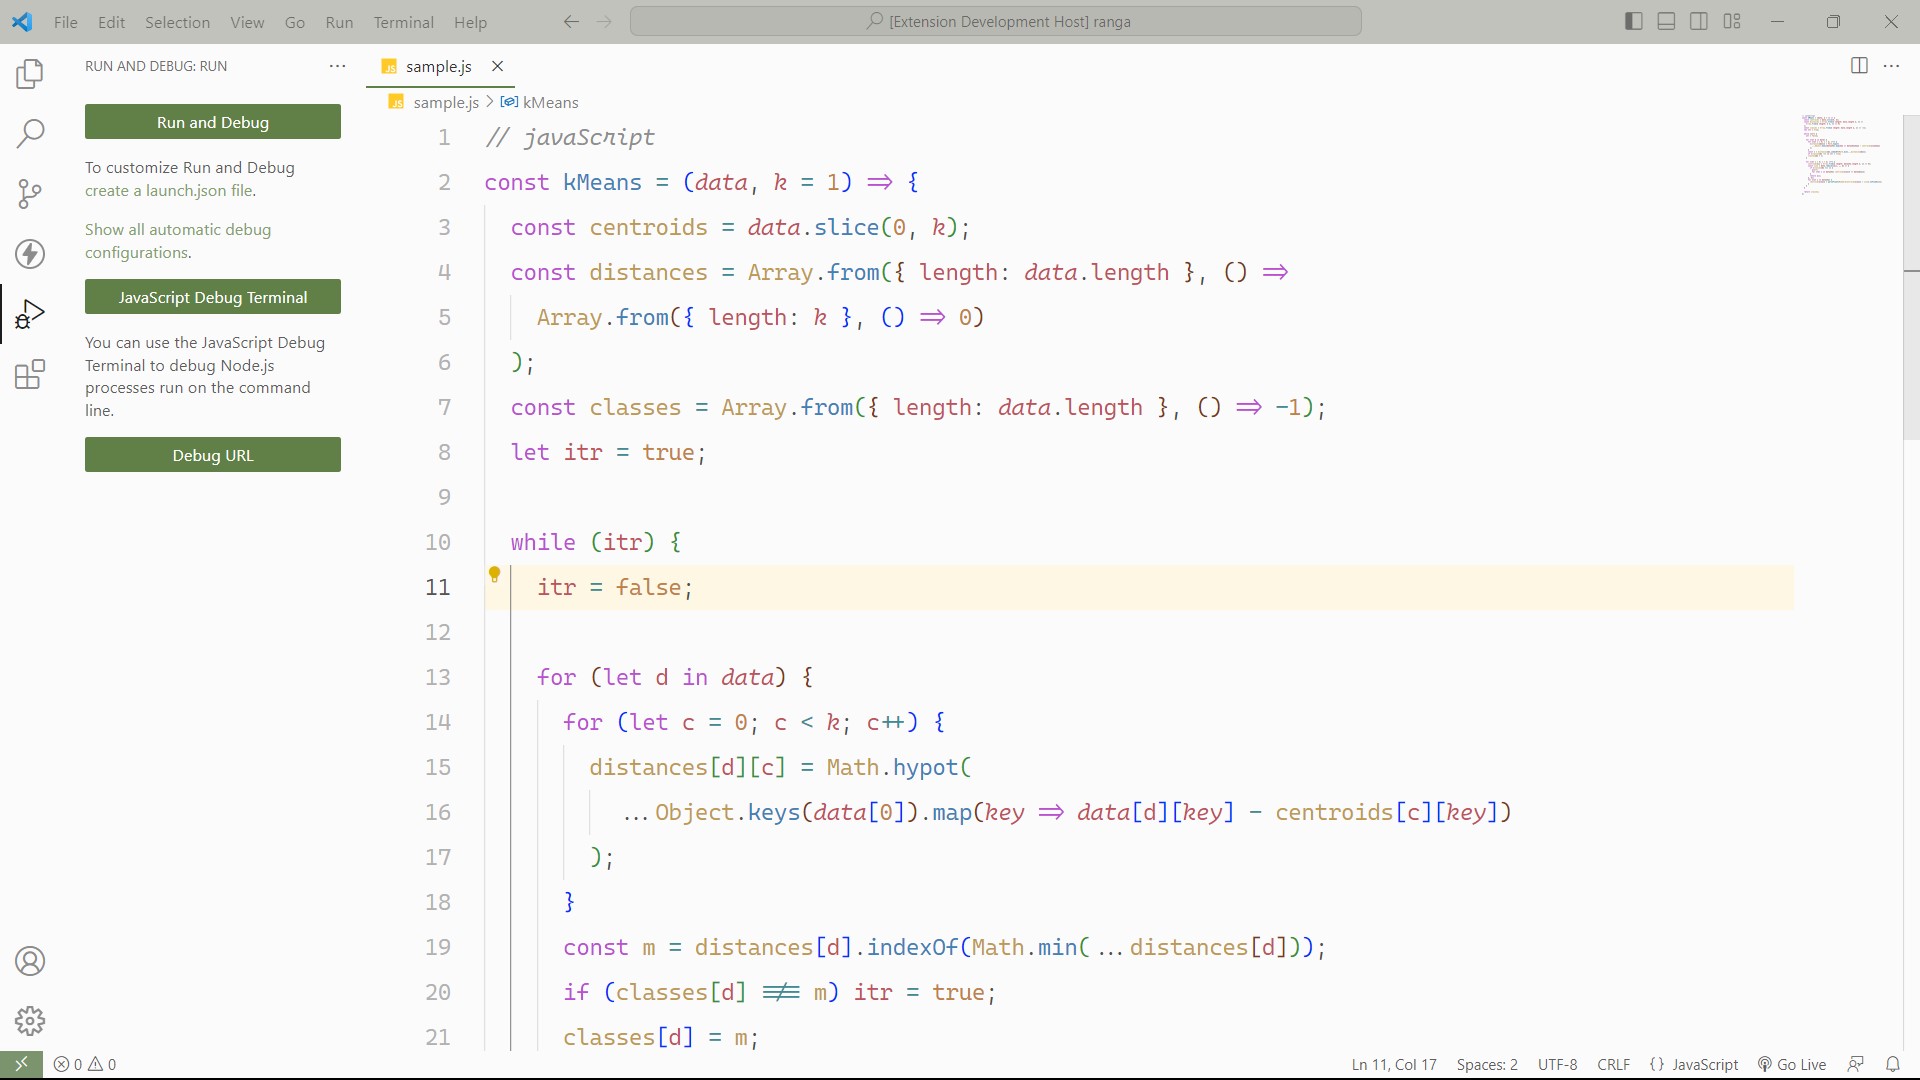 File Edit Selection View Go Run Terminal Help
[Extension Development Host] ranga
RUN AND DEBUG: RUN
Run and Debug
To customize Run and Debug
create a launch.json file.
Show all automatic debug
configurations.
JavaScript Debug Terminal
You can use the JavaScript Debug
Terminal to debug Node.js
processes run on the command
line.
Debug URL
JS sample.js
JS sample.js > kMeans
1 // javaScript
2 const kMeans = (data, k = 1) => {
3 const centroids = data.slice(0, k);
4 const distances = Array.from({ length: data.length }, () =>
5 Array.from({ length: k }, () => 0)
6 );
7 const classes = Array.from({ length: data.length }, () => -1);
8 let itr = true;
9
10 while (itr) {
11 itr = false;
12
13 for (let d in data) {
14 for (let c = 0; c < k; c++) {
15 distances[d][c] = Math.hypot(
16 ...Object.keys(data[0]).map(key => data[d][key] - centroids[c][key])
17 );
18 }
19 const m = distances[d].indexOf(Math.min(...distances[d]));
20 if (classes[d] !== m) itr = true;
21 classes[d] = m;
0 0
Ln 11, Col 17 Spaces: 2 UTF-8 CRLF {} JavaScript Go Live